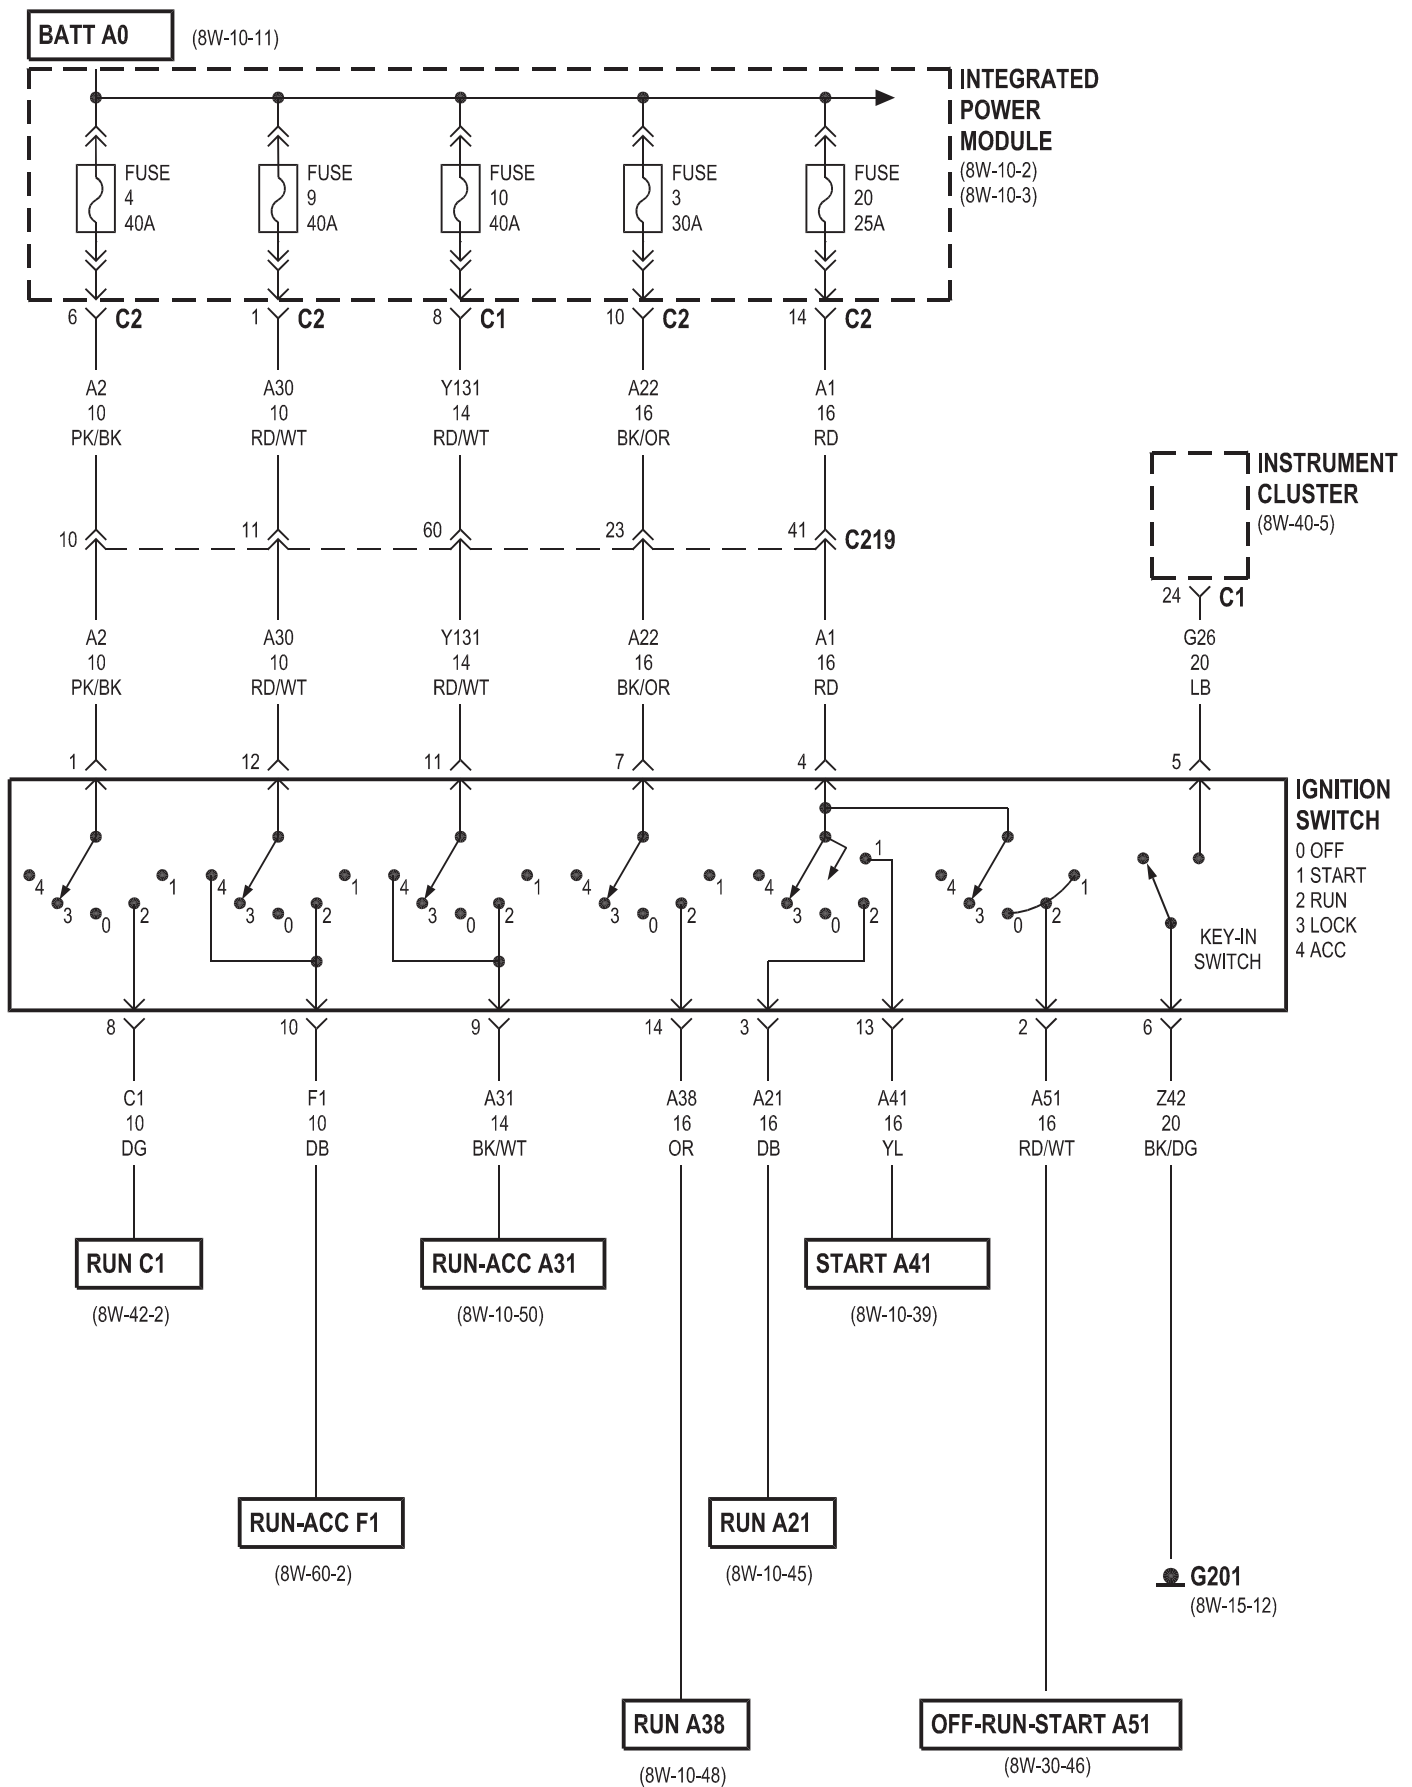 BATT A0 (8W-10-11)
INTEGRATED
POWER
MODULE
(8W-10-2)
(8W-10-3)
FUSE FUSE FUSE FUSE FUSE
4 9 10 3 20
40A 40A 40A 30A 25A
6 C2 1 C2 8 C1 10 C2 14 C2
A2 A30 Y131 A22 A1
10 10 14 16 16
PK/BK RD/WT RD/WT BK/OR RD
INSTRUMENT
CLUSTER
(8W-40-5)
10 11 60 23 41 C219
24 C1
A2 A30 Y131 A22 A1 G26
10 10 14 16 16 20
PK/BK RD/WT RD/WT BK/OR RD LB
1 12 11 7 4 5
IGNITION
SWITCH
0 OFF
1 START
2 RUN
3 LOCK
4 ACC
4 3 0 2 1
4 3 0 2 1
4 3 0 2 1
4 3 0 2 1
4 3 0 2 1
4 3 0 2 1
KEY-IN
SWITCH
8 10 9 14 3 13 2 6
C1 F1 A31 A38 A21 A41 A51 Z42
10 10 14 16 16 16 16 20
DG DB BK/WT OR DB YL RD/WT BK/DG
RUN C1 RUN-ACC A31 START A41
(8W-42-2) (8W-10-50) (8W-10-39)
RUN-ACC F1 RUN A21
(8W-60-2) (8W-10-45)
G201
(8W-15-12)
RUN A38 OFF-RUN-START A51
(8W-10-48) (8W-30-46)